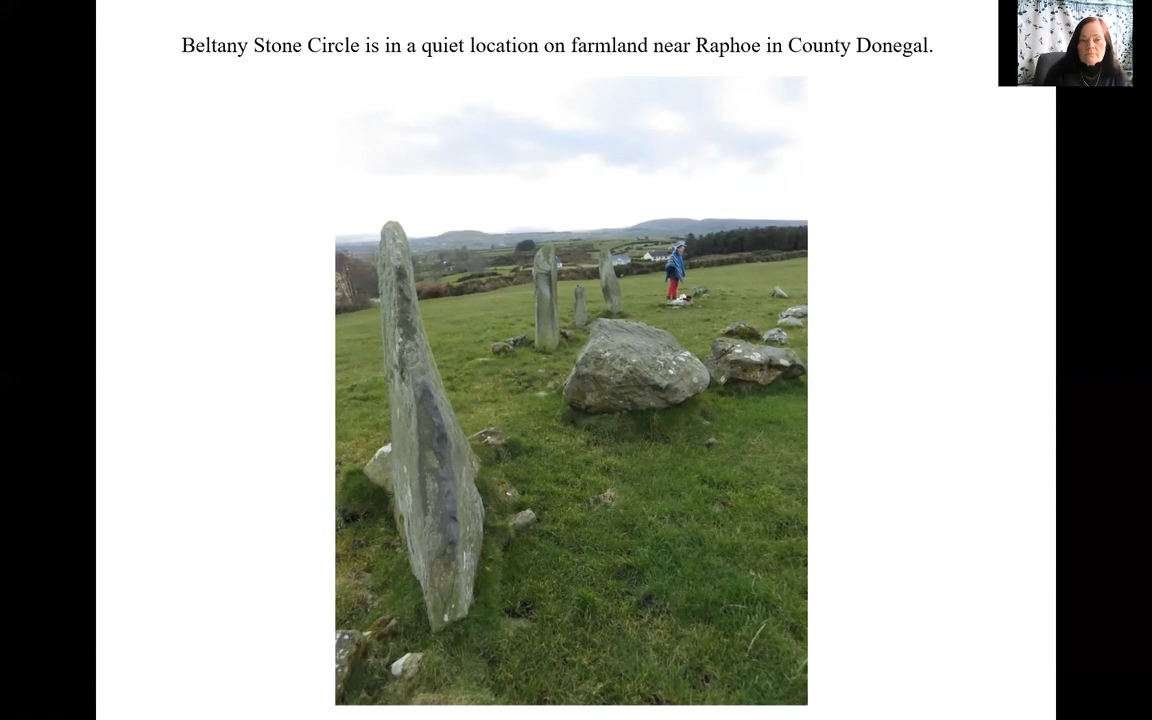 Beltany Stone Circle is in a quiet location on farmland near Raphoe in County Donegal.